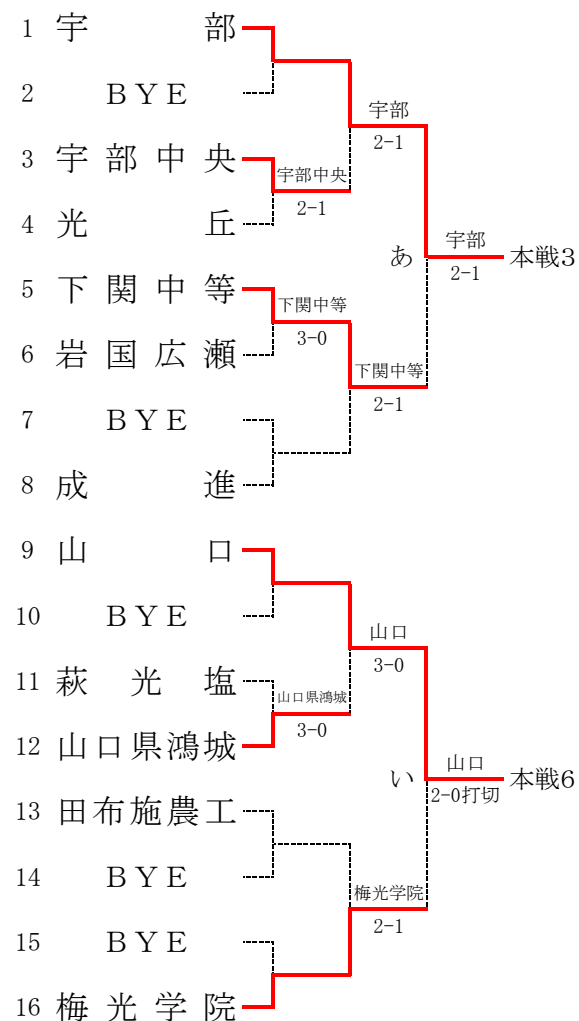 1 宇部
2 ＢＹＥ
宇部
2-1
3 宇部中央
宇部中央
2-1
4 光丘
あ
宇部
2-1
本戦3
5 下関中等
下関中等
3-0
6 岩国広瀬
下関中等
2-1
7 ＢＹＥ
8 成進
9 山口
10 ＢＹＥ
山口
3-0
11 萩光塩
山口県鴻城
3-0
12 山口県鴻城
い
山口
2-0打切
本戦6
13 田布施農工
14 ＢＹＥ
梅光学院
2-1
15 ＢＹＥ
16 梅光学院